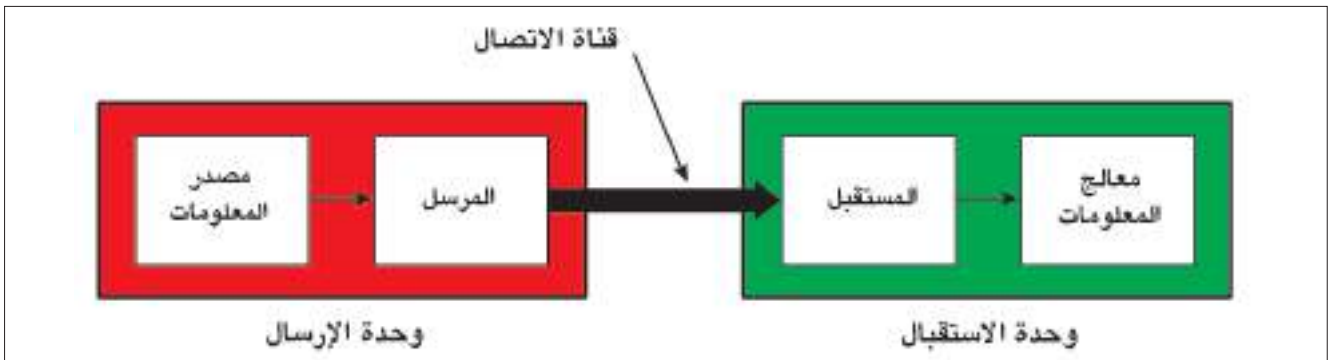 قناة الاتصال
مصدر
المعلومات
المرسل
المستقبل
معالج
المعلومات
وحدة الإرسال
وحدة الاستقبال